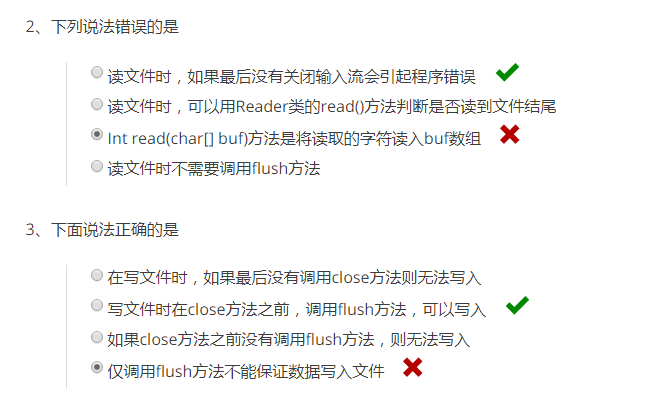 2、下列说法错误的是
读文件时，如果最后没有关闭输入流会引起程序错误
读文件时，可以用Reader类的read()方法判断是否读到文件结尾
Int read(char[] buf)方法是将读取的字符读入buf数组
读文件时不需要调用flush方法
3、下面说法正确的是
在写文件时，如果最后没有调用close方法则无法写入
写文件时在close方法之前，调用flush方法，可以写入
如果close方法之前没有调用flush方法，则无法写入
仅调用flush方法不能保证数据写入文件